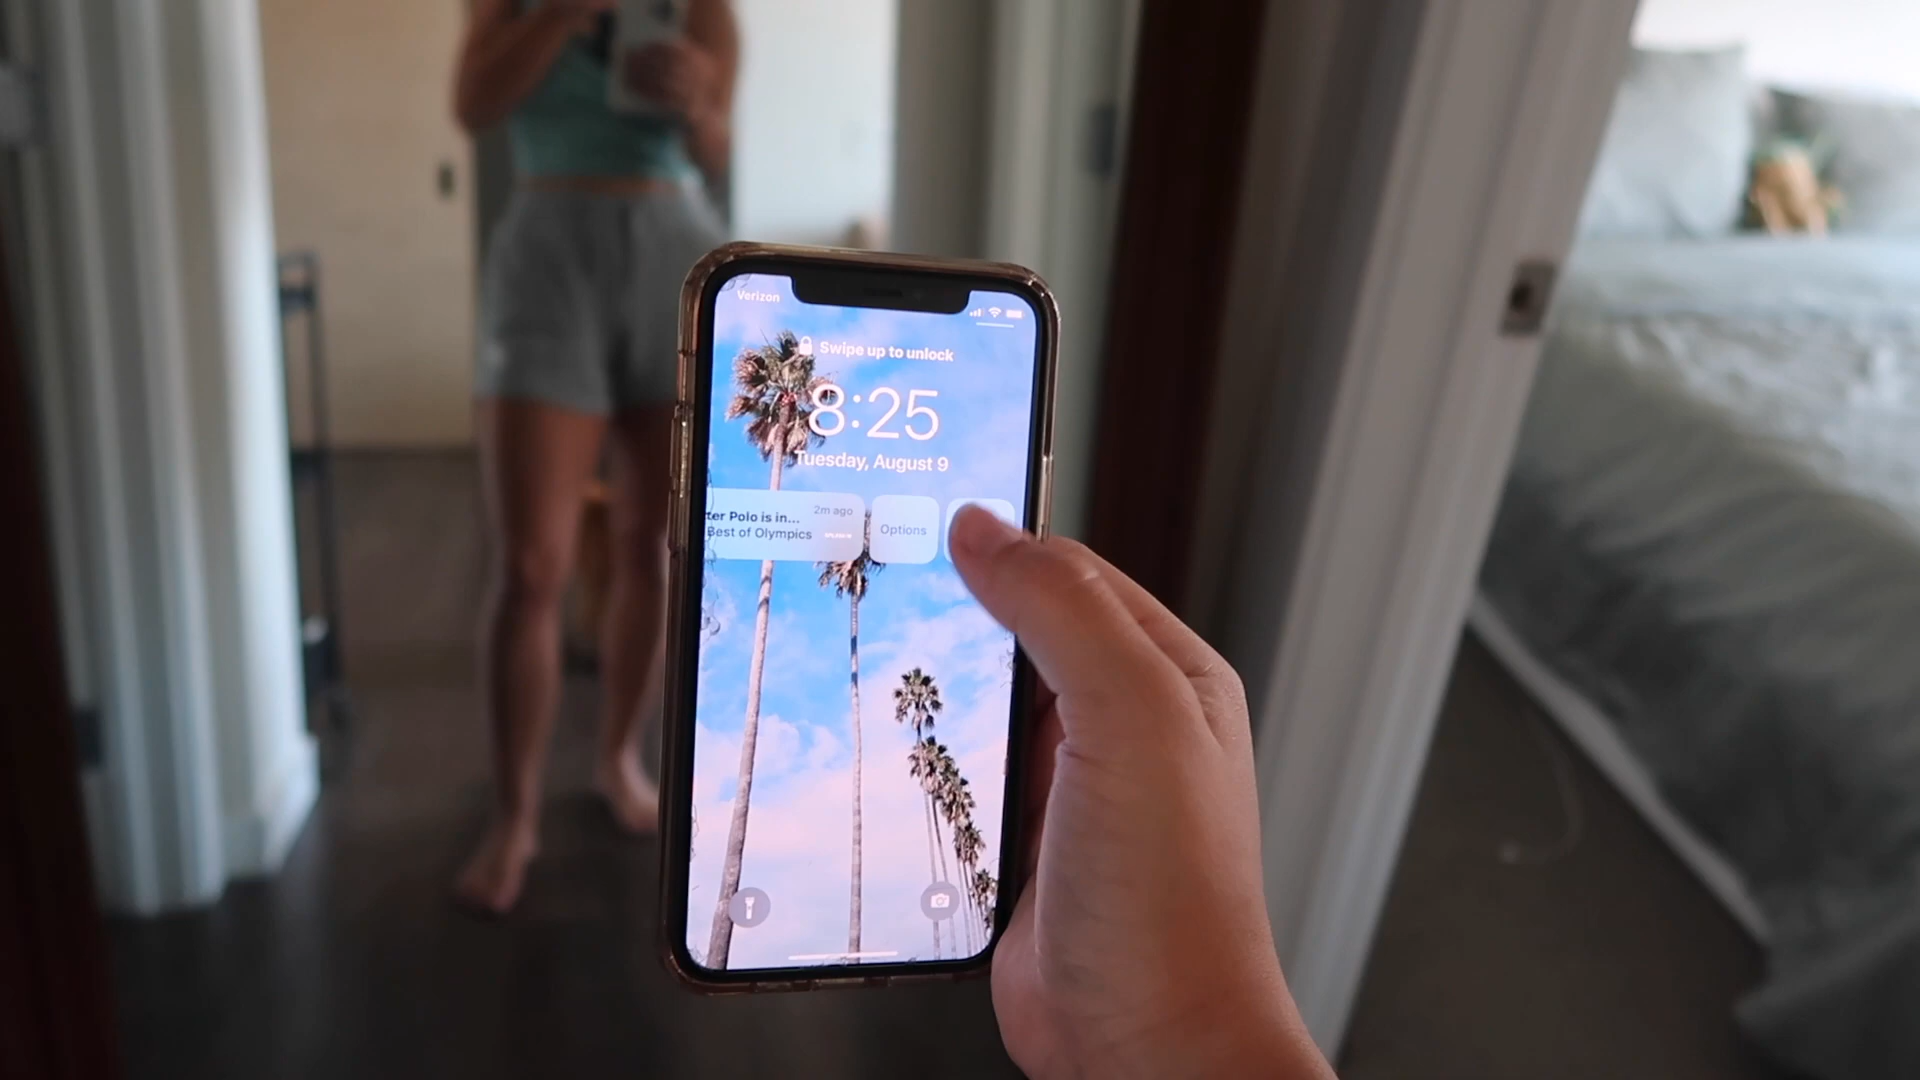 Verizon
Swipe up to unlock
8:25
Tuesday, August 9
ter Polo is in...
2m ago
Best of Olympics
Options